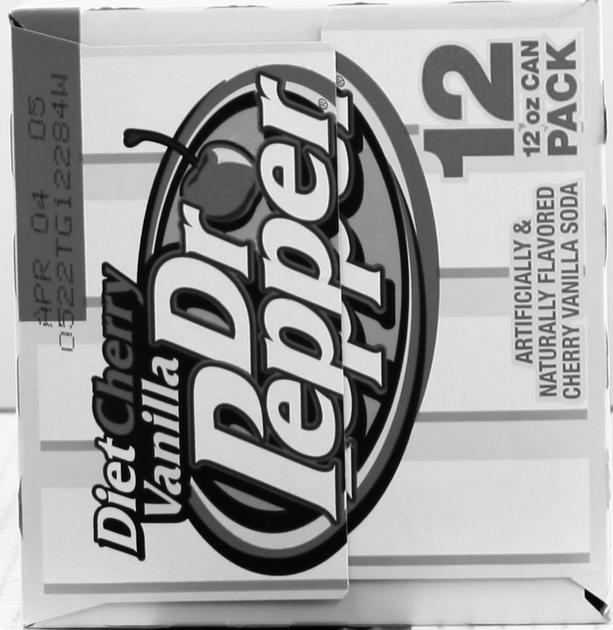 APR 04 05
0522TG12284W
Diet Cherry
Vanilla
Dr
Pepper
®
®
12
12 oz CAN
PACK
ARTIFICIALLY &
NATURALLY FLAVORED
CHERRY VANILLA SODA